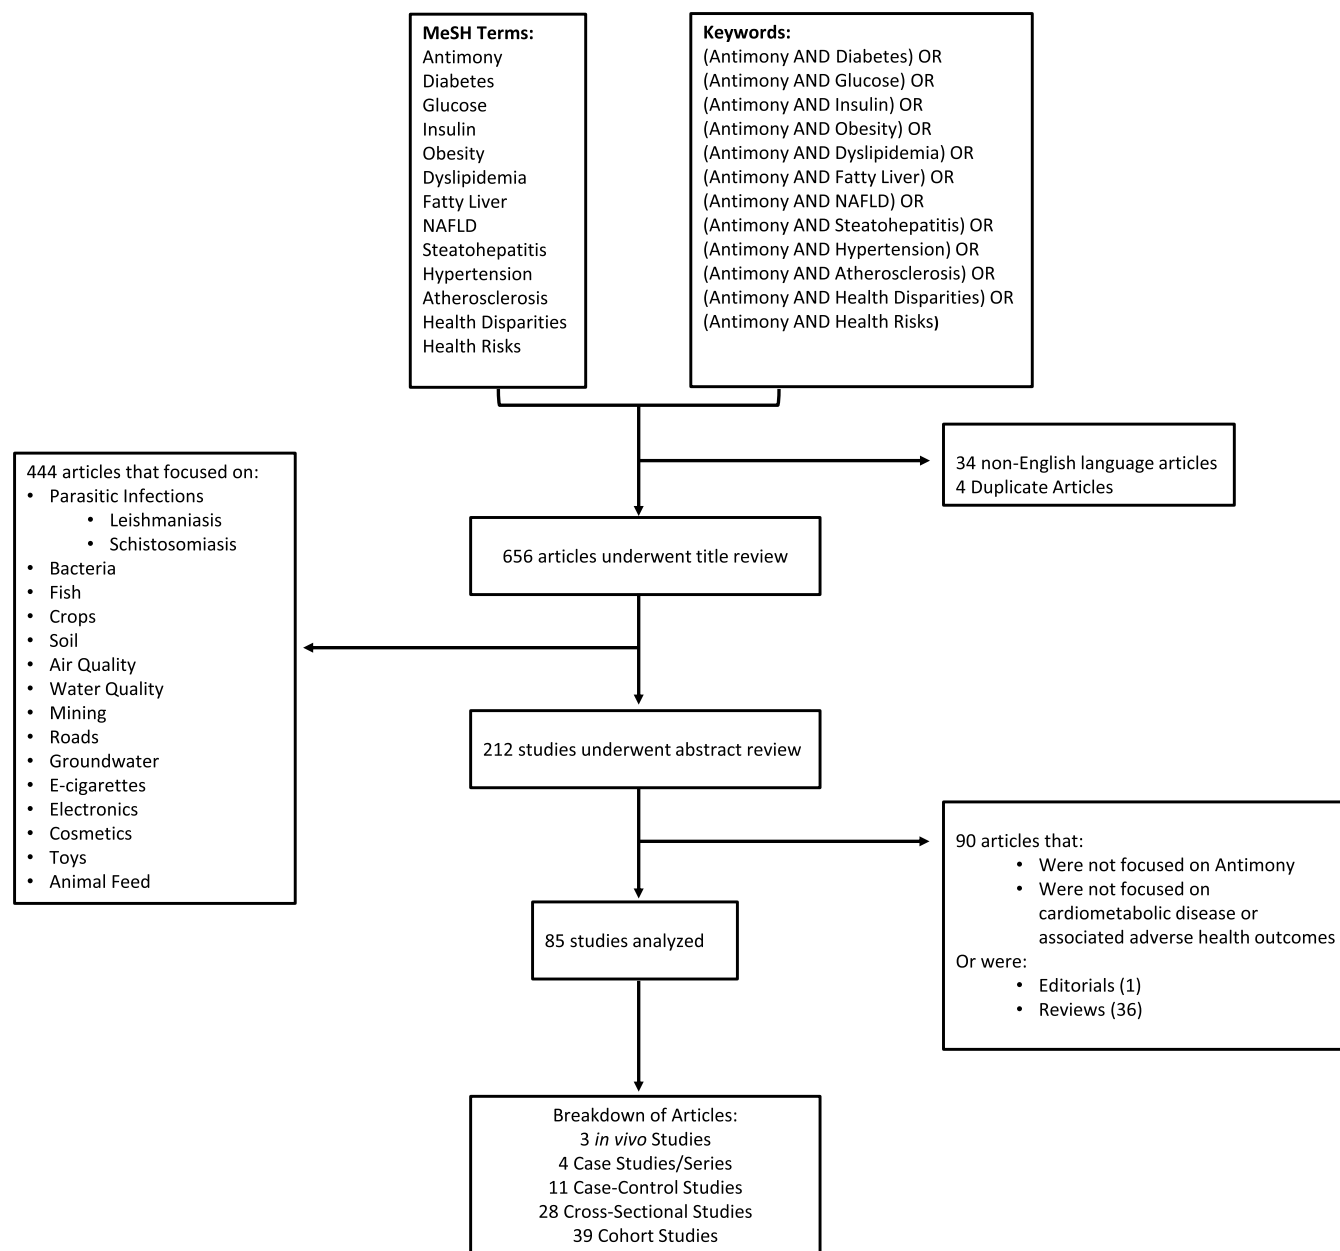 MeSH Terms:
Antimony
Diabetes
Glucose
Insulin
Obesity
Dyslipidemia
Fatty Liver
NAFLD
Steatohepatitis
Hypertension
Atherosclerosis
Health Disparities
Health Risks
Keywords:
(Antimony AND Diabetes) OR
(Antimony AND Glucose) OR
(Antimony AND Insulin) OR
(Antimony AND Obesity) OR
(Antimony AND Dyslipidemia) OR
(Antimony AND Fatty Liver) OR
(Antimony AND NAFLD) OR
(Antimony AND Steatohepatitis) OR
(Antimony AND Hypertension) OR
(Antimony AND Atherosclerosis) OR
(Antimony AND Health Disparities) OR
(Antimony AND Health Risks)
34 non-English language articles
4 Duplicate Articles
656 articles underwent title review
444 articles that focused on:
• Parasitic Infections
• Leishmaniasis
• Schistosomiasis
• Bacteria
• Fish
• Crops
• Soil
• Air Quality
• Water Quality
• Mining
• Roads
• Groundwater
• E-cigarettes
• Electronics
• Cosmetics
• Toys
• Animal Feed
212 studies underwent abstract review
90 articles that:
• Were not focused on Antimony
• Were not focused on
cardiometabolic disease or
associated adverse health outcomes
Or were:
• Editorials (1)
• Reviews (36)
85 studies analyzed
Breakdown of Articles:
3 in vivo Studies
4 Case Studies/Series
11 Case-Control Studies
28 Cross-Sectional Studies
39 Cohort Studies